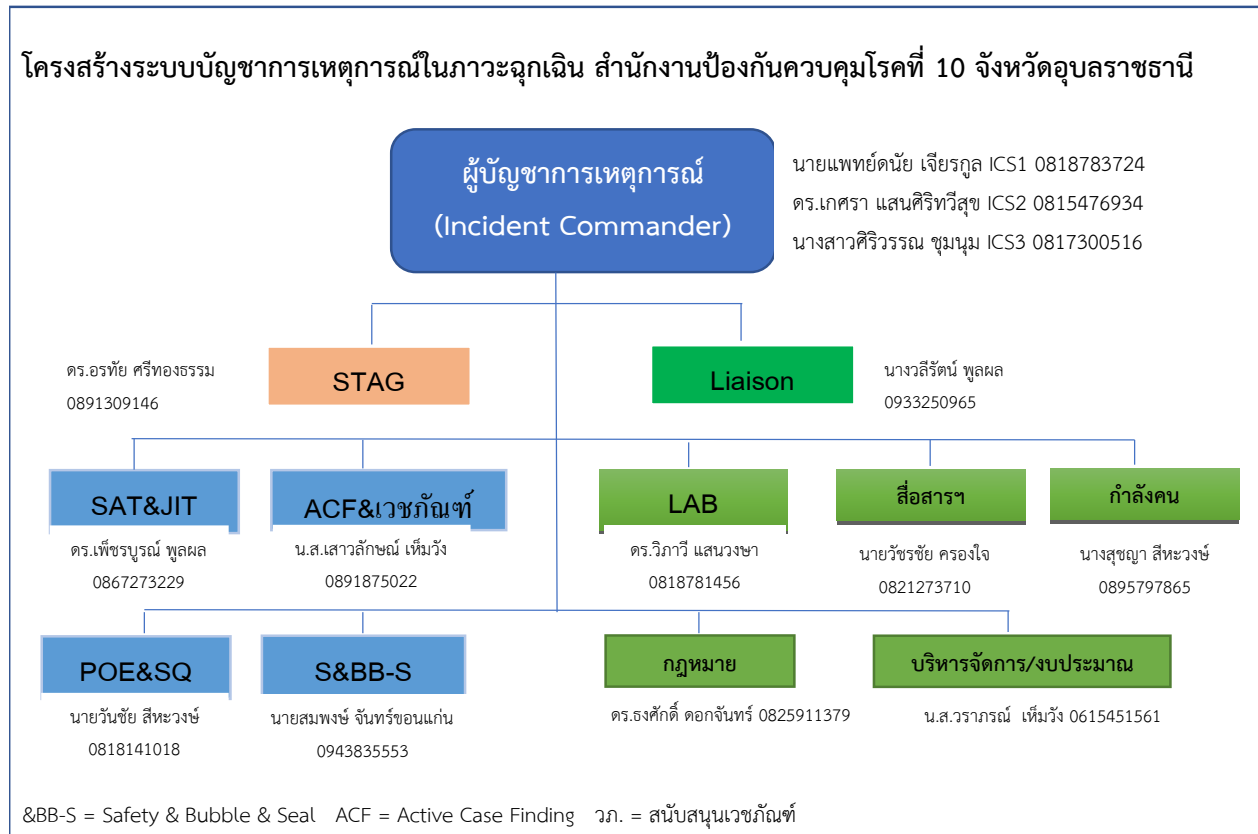 โครงสร้างระบบบัญชาการเหตุการณ์ในภาวะฉุกเฉิน สำนักงานป้องกันควบคุมโรคที่ 10 จังหวัดอุบลราชธานี
ผู้บัญชาการเหตุการณ์
(Incident Commander)
นายแพทย์ดนัย เจียรกูล ICS1 0818783724
ดร.เกศรา แสนศิริทวีสุข ICS2 0815476934
นางสาวศิริวรรณ ชุมนุม ICS3 0817300516
ดร.อรทัย ศรีทองธรรม
0891309146
STAG
Liaison
นางวลีรัตน์ พูลผล
0933250965
SAT&JIT
ดร.เพ็ชรบูรณ์ พูลผล
0867273229
ACF&เวชภัณฑ์
น.ส.เสาวลักษณ์ เห็มวัง
0891875022
LAB
ดร.วิภาวี แสนวงษา
0818781456
สื่อสารฯ
นายวัชรชัย ครองใจ
0821273710
กำลังคน
นางสุชญา สีหะวงษ์
0895797865
POE&SQ
นายวันชัย สีหะวงษ์
0818141018
S&BB-S
นายสมพงษ์ จันทร์ขอนแก่น
0943835553
กฎหมาย
ดร.ธงศักดิ์ ดอกจันทร์ 0825911379
บริหารจัดการ/งบประมาณ
น.ส.วราภรณ์ เห็มวัง 0615451561
&BB-S = Safety & Bubble & Seal ACF = Active Case Finding วภ. = สนับสนุนเวชภัณฑ์